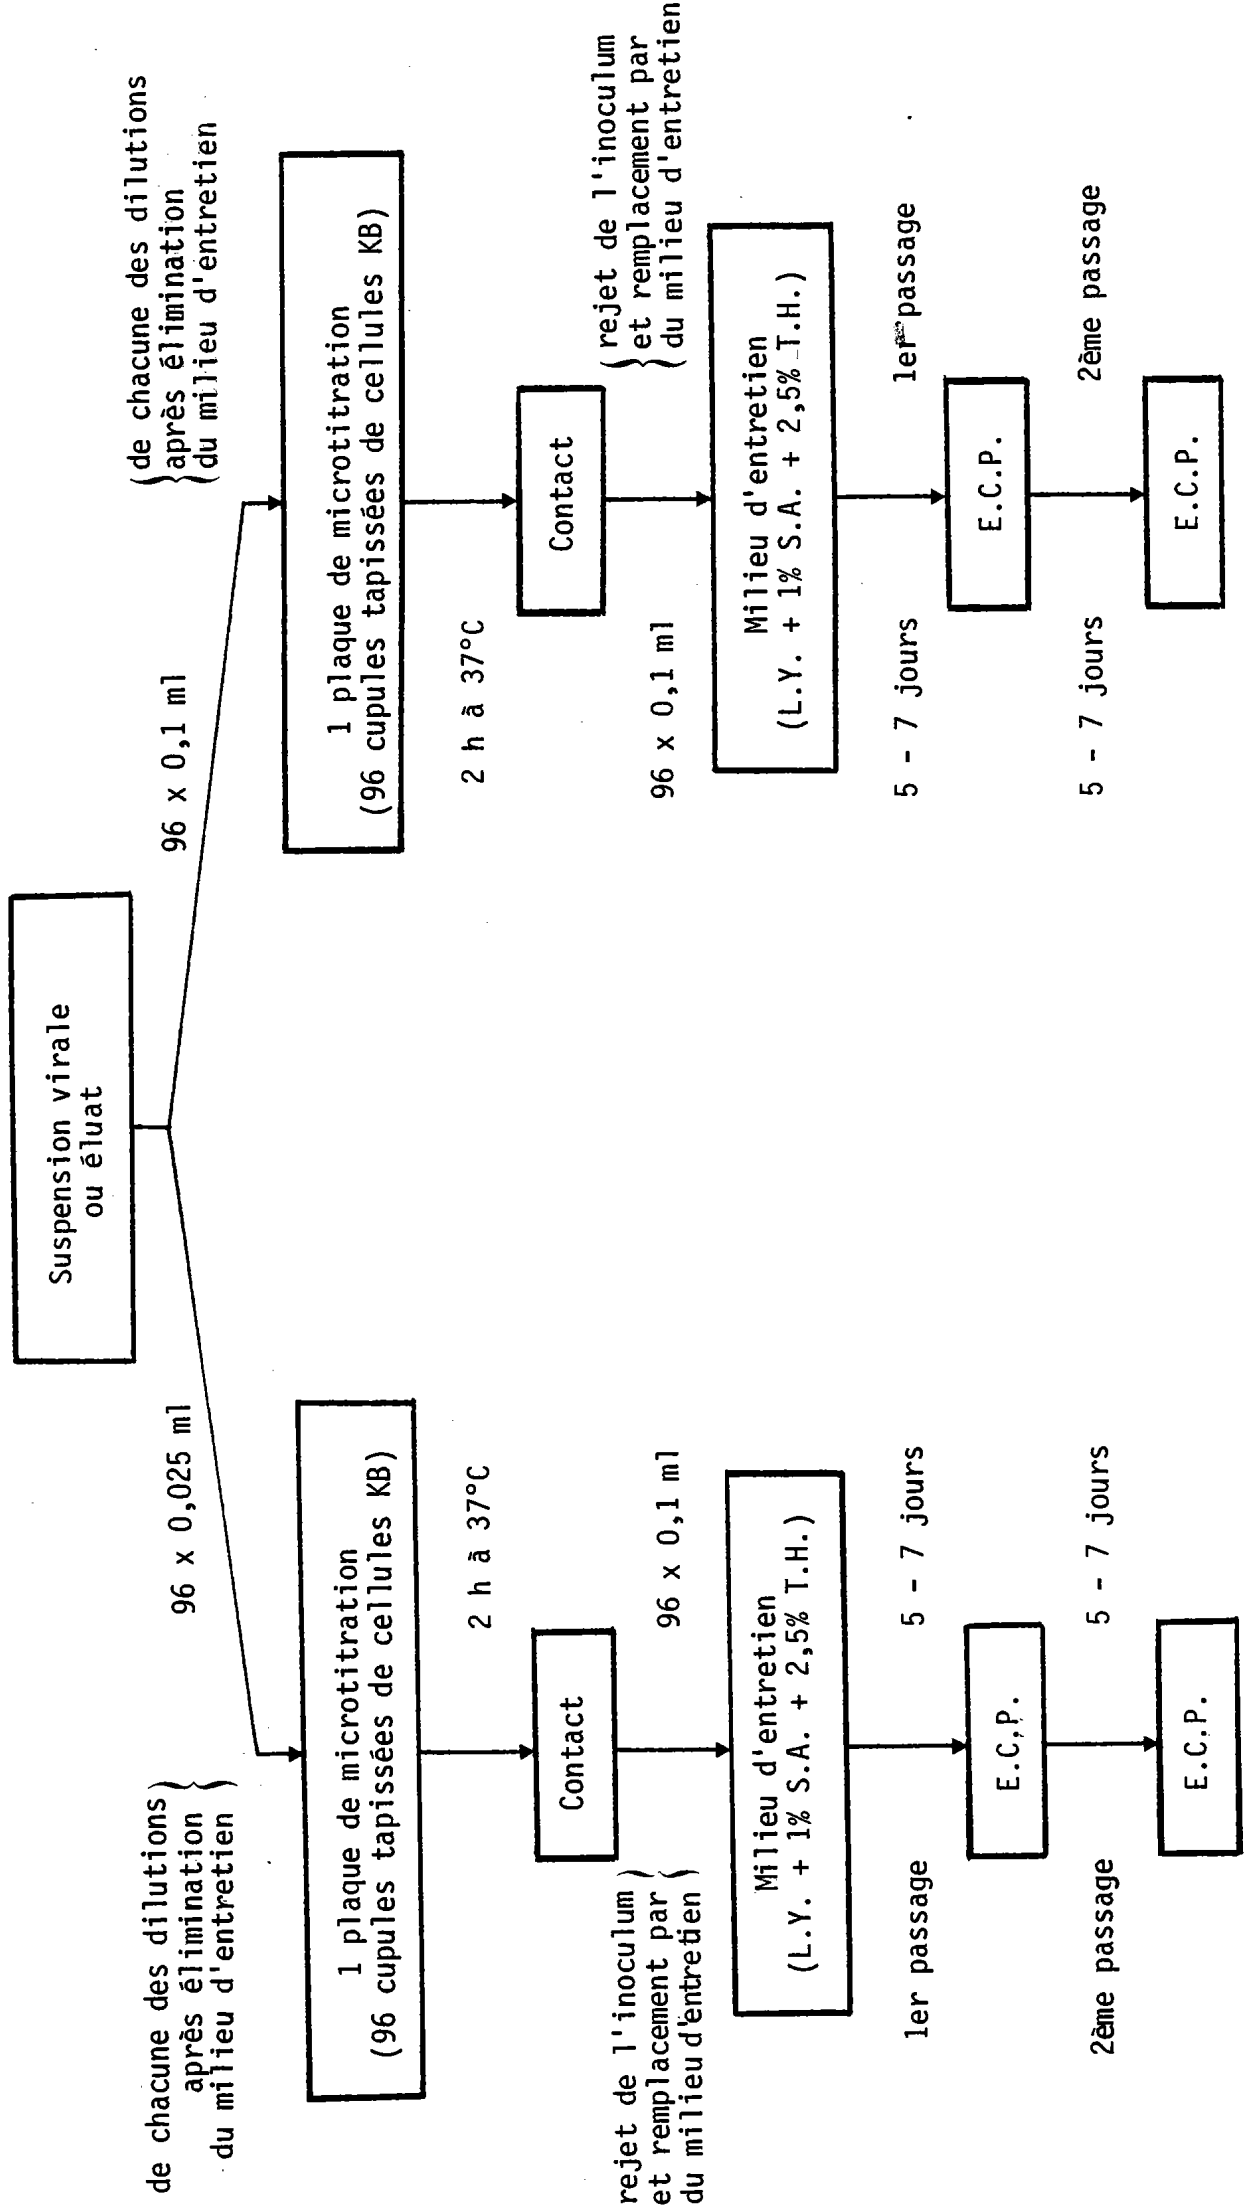 Suspension virale
ou éluat
96 x 0,025 ml
de chacune des dilutions
après élimination
du milieu d'entretien
1 plaque de microtitration
(96 cupules tapissées de cellules KB)
2 h à 37°C
Contact
96 x 0,1 ml
rejet de l'inoculum
et remplacement par
du milieu d'entretien
Milieu d'entretien
(L.Y. + 1% S.A. + 2,5% T.H.)
1er passage
5 - 7 jours
E.C.P.
2ème passage
5 - 7 jours
E.C.P.
96 x 0,1 ml
de chacune des dilutions
après élimination
du milieu d'entretien
1 plaque de microtitration
(96 cupules tapissées de cellules KB)
2 h à 37°C
Contact
96 x 0,1 ml
rejet de l'inoculum
et remplacement par
du milieu d'entretien
Milieu d'entretien
(L.Y. + 1% S.A. + 2,5% T.H.)
5 - 7 jours
1er passage
E.C.P.
5 - 7 jours
2ème passage
E.C.P.